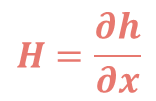 H = ∂h/∂x